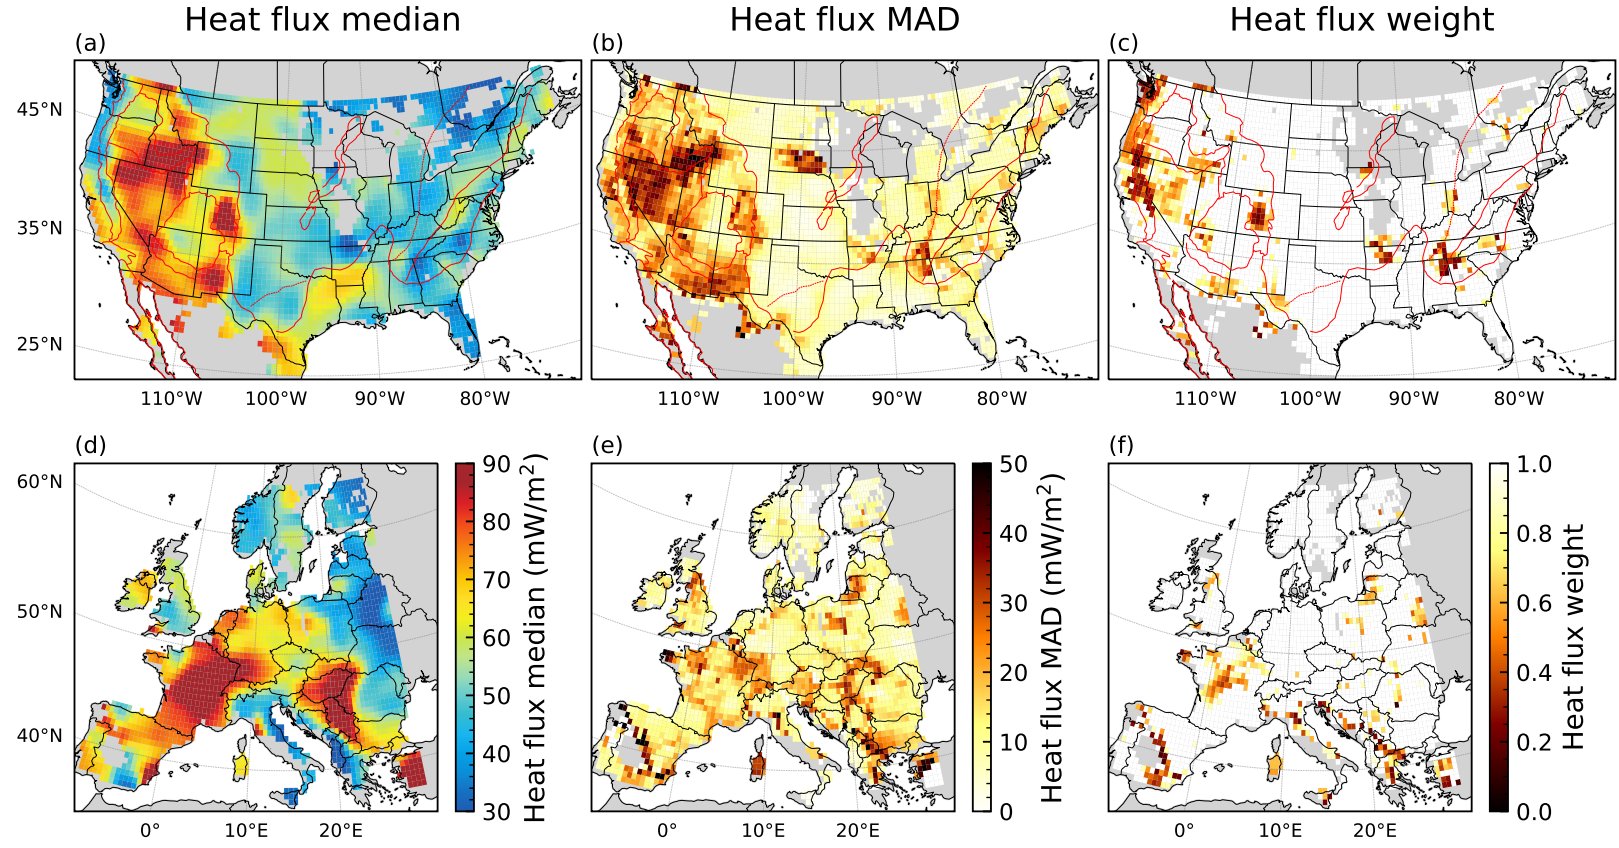 Heat flux median
Heat flux MAD
Heat flux weight
(a)
(b)
(c)
45°N
35°N
25°N
110°W
100°W
90°W
80°W
110°W
100°W
90°W
80°W
110°W
100°W
90°W
80°W
(d)
(e)
(f)
60°N
50°N
40°N
0°
10°E
20°E
90
80
70
60
50
40
30
Heat flux median (mW/m²)
0°
10°E
20°E
50
40
30
20
10
0
Heat flux MAD (mW/m²)
0°
10°E
20°E
1.0
0.8
0.6
0.4
0.2
0.0
Heat flux weight